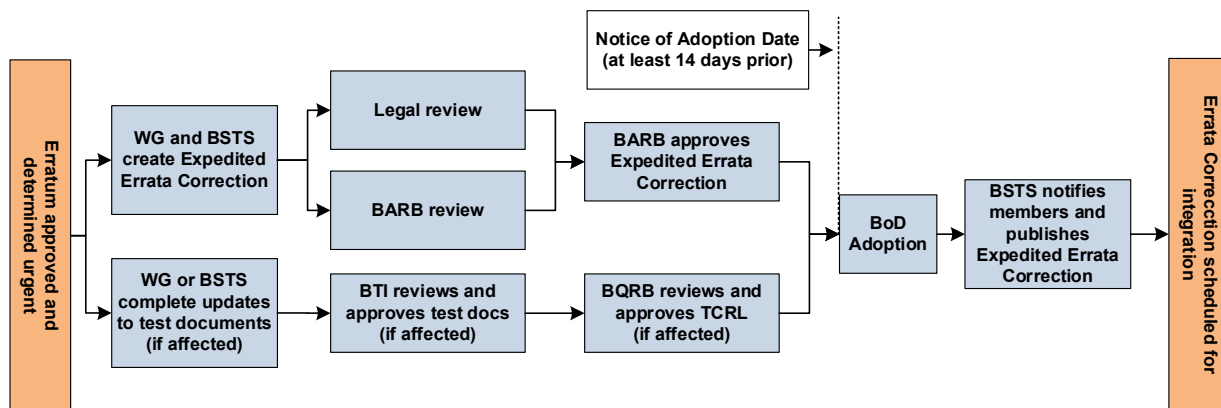 Erratum approved and
determined urgent
WG and BSTS
create Expedited
Errata Correction
Legal review
BARB review
Notice of Adoption Date
(at least 14 days prior)
BARB approves
Expedited Errata
Correction
WG or BSTS
complete updates
to test documents
(if affected)
BTI reviews and
approves test docs
(if affected)
BQRB reviews and
approves TCRL
(if affected)
BoD
Adoption
BSTS notifies
members and
publishes
Expedited Errata
Correction
Errata Correcction scheduled for
integration